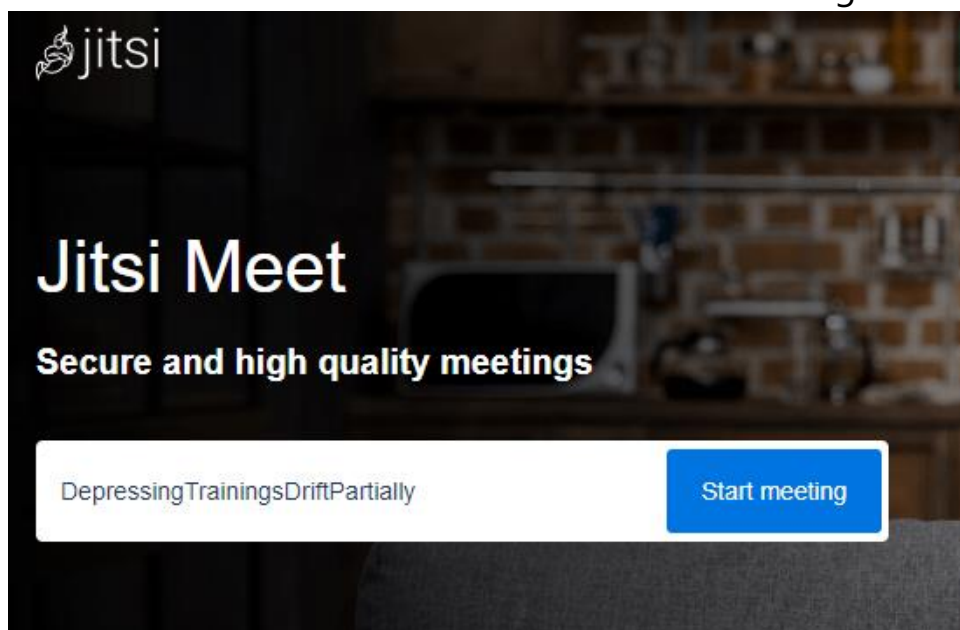 jitsi
Jitsi Meet
Secure and high quality meetings
DepressingTrainingsDriftPartially
Start meeting